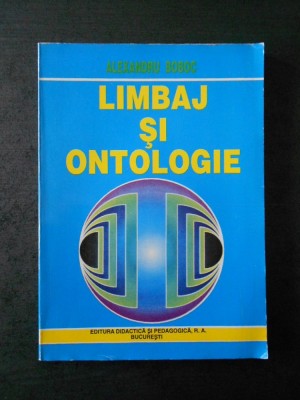 ALEXANDRU BOBOC
LIMBAJ
ȘI
ONTOLOGIE
EDITURA DIDACTICĂ ȘI PEDAGOGICĂ, R. A.
BUCUREȘTI